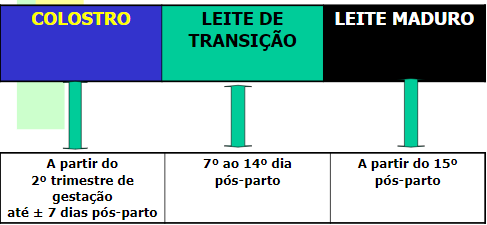 COLOSTRO
LEITE DE
TRANSIÇÃO
LEITE MADURO
A partir do
2º trimestre de
gestação
até ± 7 dias pós-parto
7º ao 14º dia
pós-parto
A partir do 15º
pós-parto